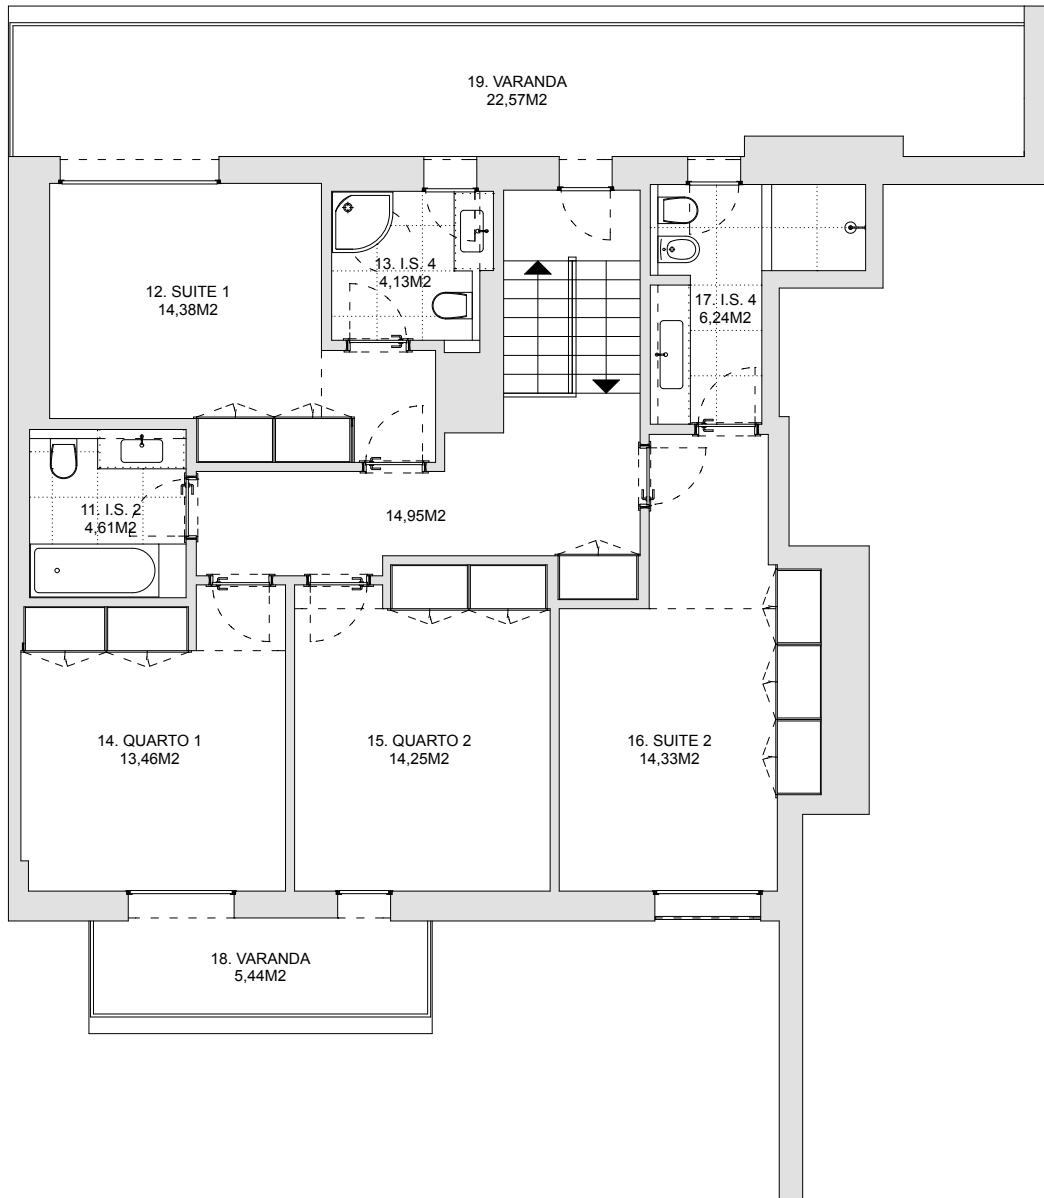 19. VARANDA
22,57M2
13. I.S. 4
4,13M2
12. SUITE 1
14,38M2
17. I.S. 4
6,24M2
11. I.S. 2
4,61M2
14,95M2
14. QUARTO 1
13,46M2
15. QUARTO 2
14,25M2
16. SUITE 2
14,33M2
18. VARANDA
5,44M2